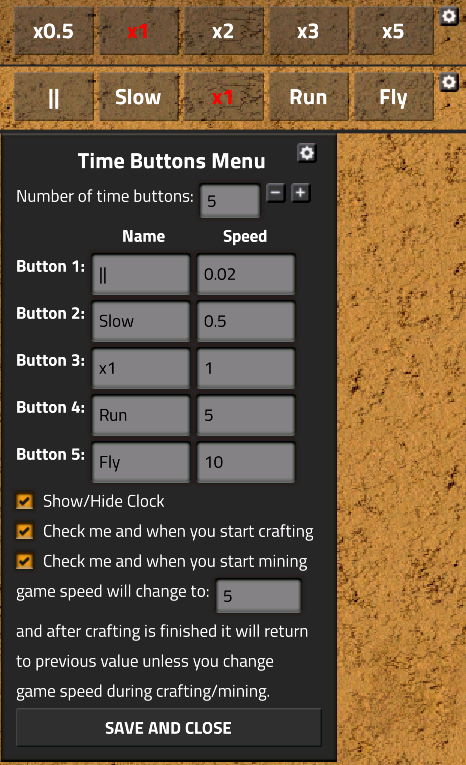 x0.5 x1 x2 x3 x5
|| Slow x1 Run Fly
Time Buttons Menu
Number of time buttons: 5 - +
Name Speed
Button 1: || 0.02
Button 2: Slow 0.5
Button 3: x1 1
Button 4: Run 5
Button 5: Fly 10
Show/Hide Clock
Check me and when you start crafting
Check me and when you start mining
game speed will change to: 5
and after crafting is finished it will return
to previous value unless you change
game speed during crafting/mining.
SAVE AND CLOSE